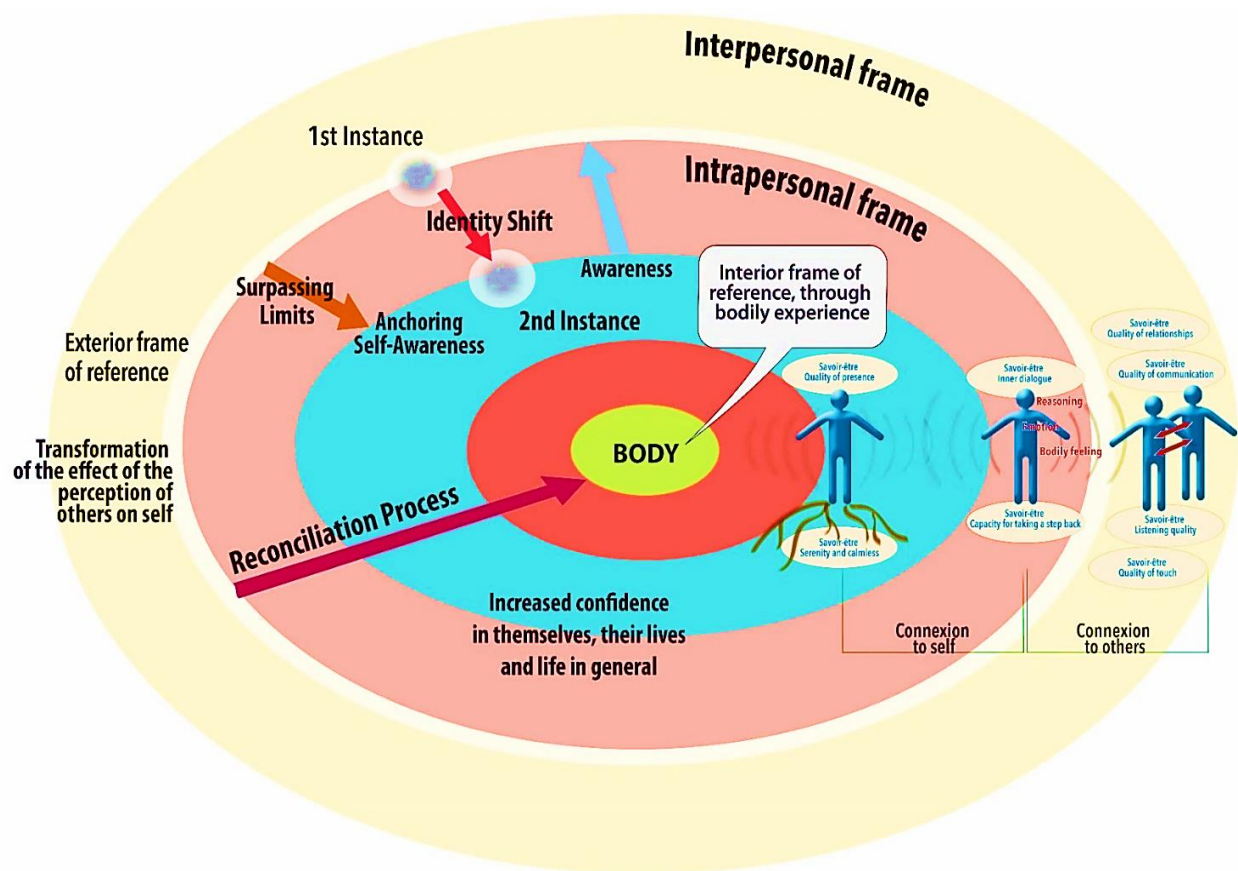 Interpersonal frame
1st Instance
Intrapersonal frame
Identity Shift
Awareness
Interior frame of
reference, through
bodily experience
Surpassing
Limits
Anchoring
Self-Awareness
2nd Instance
Exterior frame
of reference
Savoir-être
Quality of relationships
Savoir-être
Quality of presence
Savoir-être
Inner dialogue
Savoir-être
Quality of communication
Reasoning
Emotion
Bodily feeling
BODY
Transformation
of the effect of the
perception of
others on self
Reconciliation Process
Savoir-être
Serenity and calmless
Savoir-être
Capacity for taking a step back
Savoir-être
Listening quality
Savoir-être
Quality of touch
Increased confidence
in themselves, their lives
and life in general
Connexion
to self
Connexion
to others